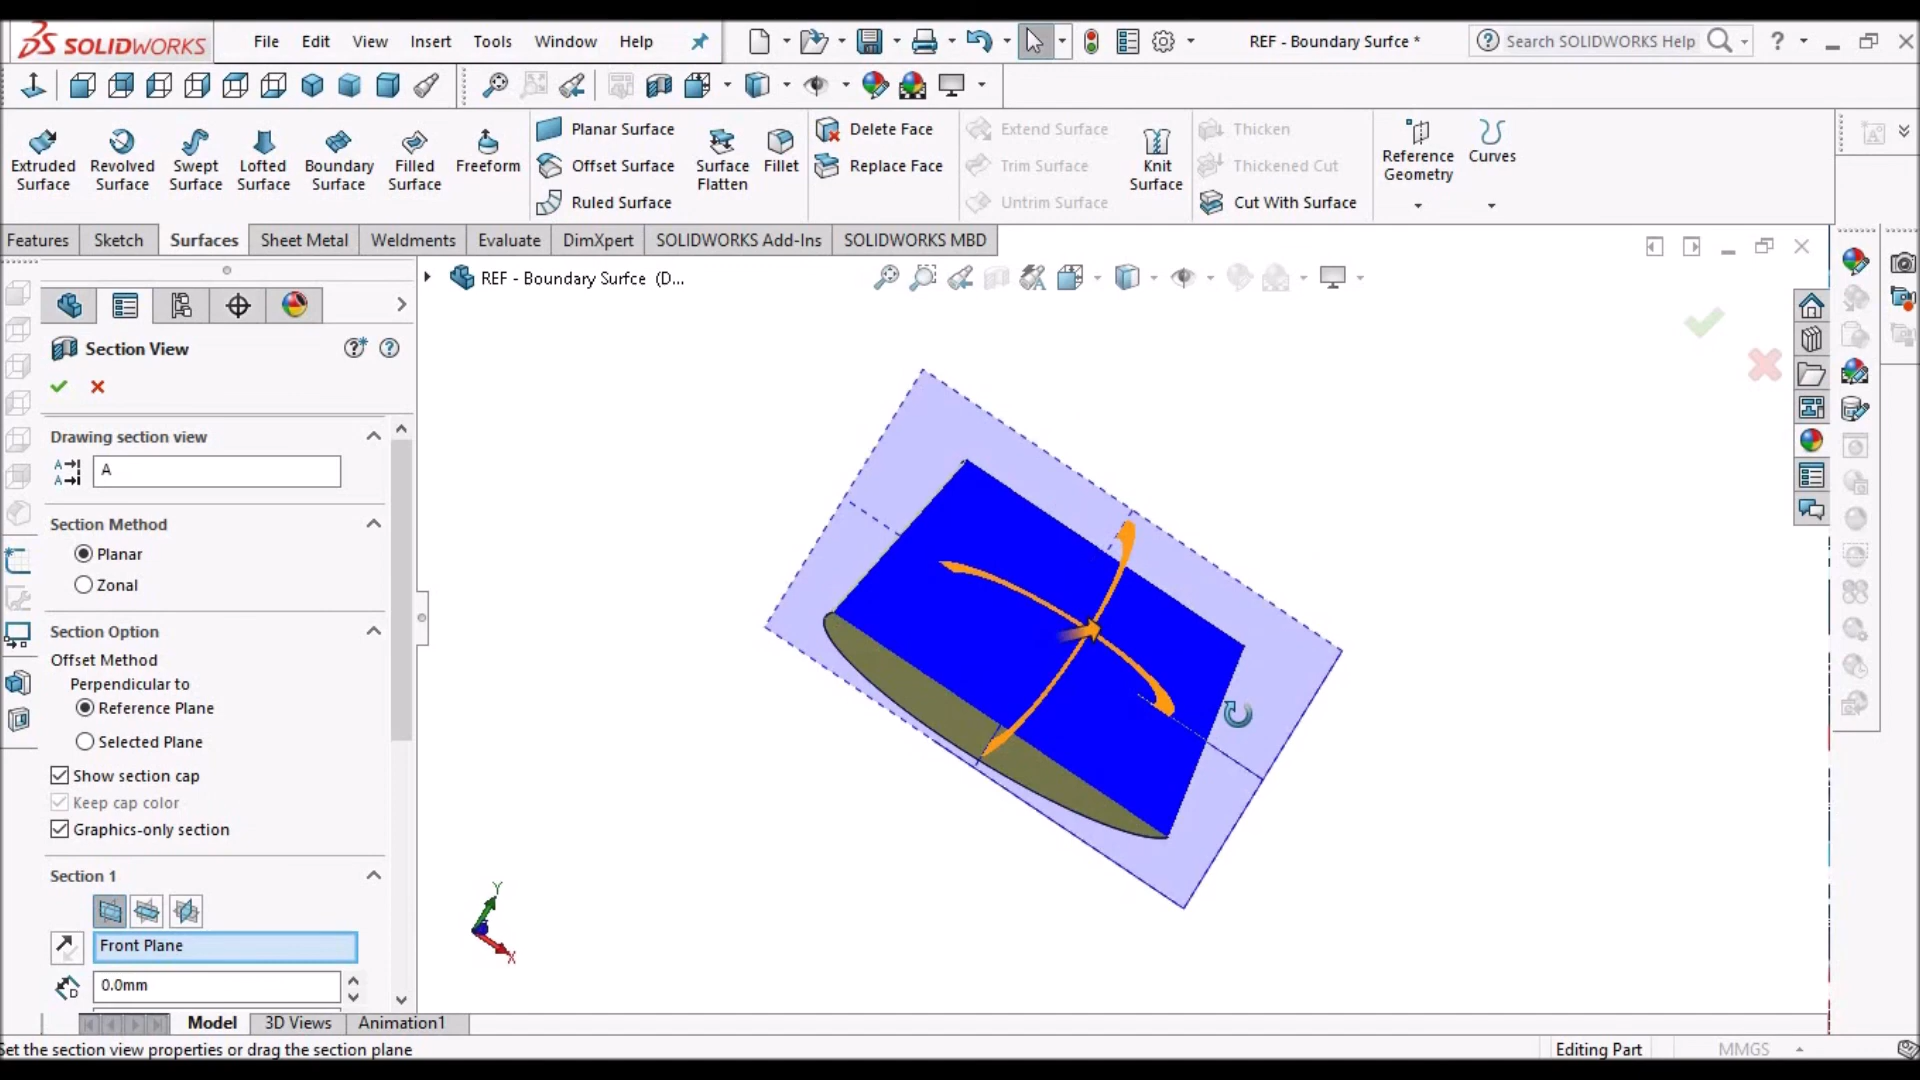 SOLIDWORKS
File Edit View Insert Tools Window Help
REF - Boundary Surfce *
Search SOLIDWORKS Help
Extruded Surface
Revolved Surface
Swept Surface
Lofted Surface
Boundary Surface
Filled Surface
Freeform
Planar Surface
Offset Surface
Ruled Surface
Surface Flatten
Fillet
Delete Face
Replace Face
Extend Surface
Trim Surface
Untrim Surface
Knit Surface
Thicken
Thickened Cut
Cut With Surface
Reference Geometry
Curves
Features Sketch Surfaces Sheet Metal Weldments Evaluate DimXpert SOLIDWORKS Add-Ins SOLIDWORKS MBD
REF - Boundary Surfce (D...
Section View
Drawing section view
A
Section Method
Planar
Zonal
Section Option
Offset Method
Perpendicular to
Reference Plane
Selected Plane
Show section cap
Keep cap color
Graphics-only section
Section 1
Front Plane
0.0mm
Y
X
Model 3D Views Animation1
Set the section view properties or drag the section plane
Editing Part
MMGS